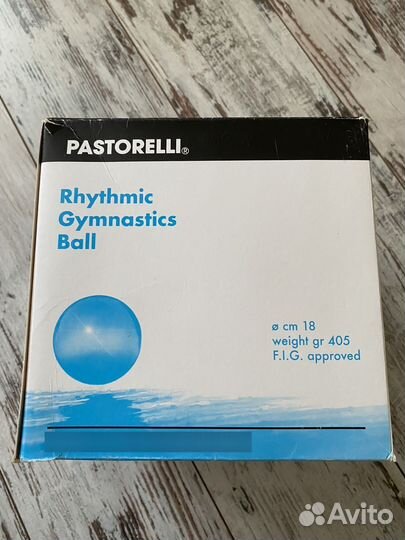 PASTORELLI®
Rhythmic
Gymnastics
Ball
ø cm 18
weight gr 405
F.I.G. approved
Avito